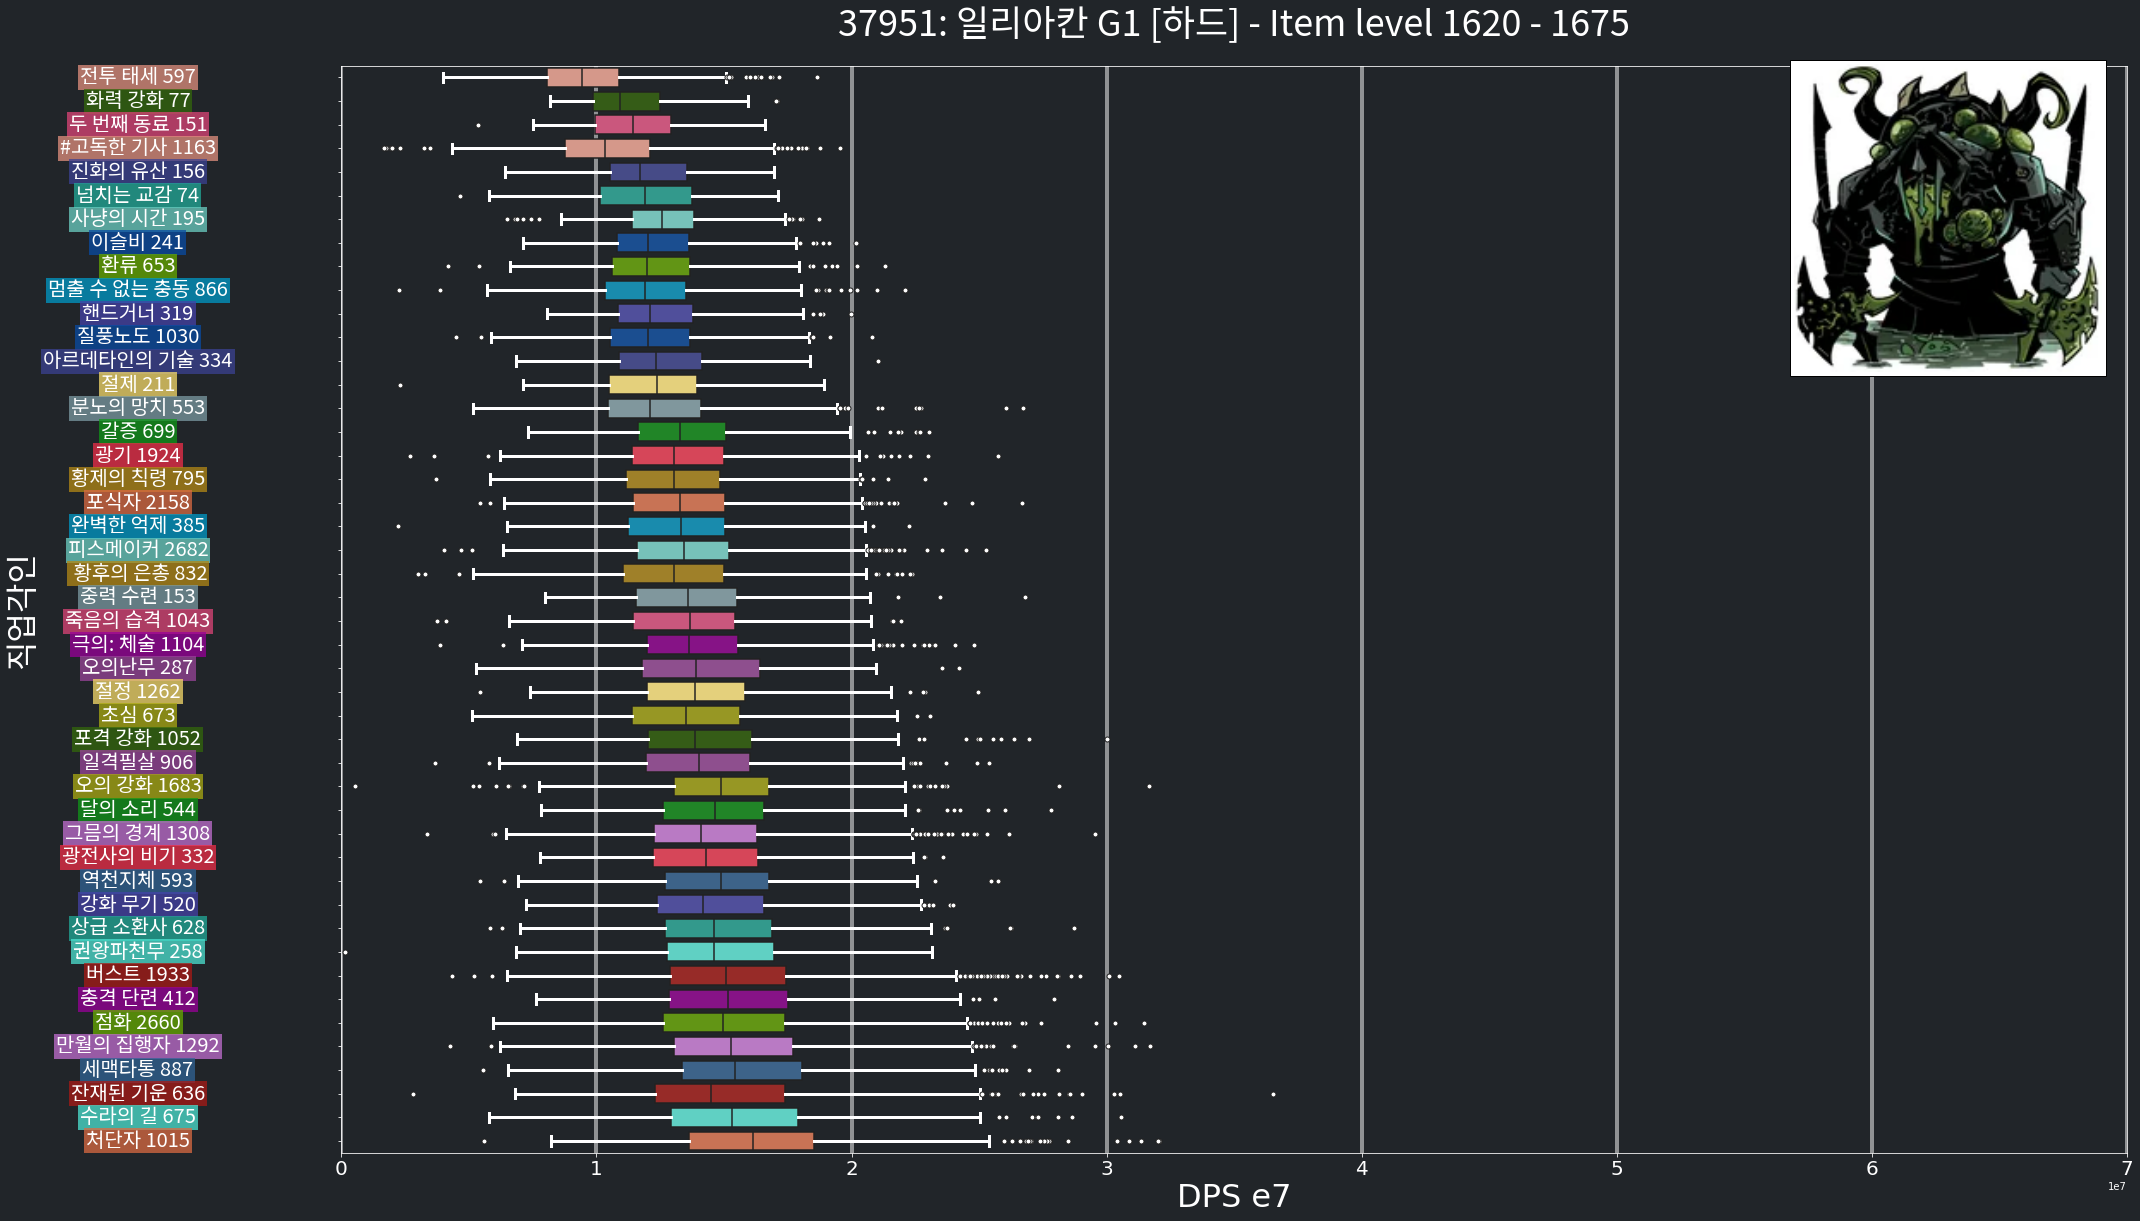 37951: 일리아칸 G1 [하드] - Item level 1620 - 1675
전투 태세 597
화력 강화 77
두 번째 동료 151
#고독한 기사 1163
진화의 유산 156
넘치는 교감 74
사냥의 시간 195
이슬비 241
환류 653
멈출 수 없는 충동 866
핸드거너 319
질풍노도 1030
아르데타인의 기술 334
절제 211
분노의 망치 553
갈증 699
광기 1924
황제의 칙령 795
포식자 2158
완벽한 억제 385
피스메이커 2682
황후의 은총 832
중력 수련 153
죽음의 습격 1043
극의: 체술 1104
오의난무 287
절정 1262
초심 673
포격 강화 1052
일격필살 906
오의 강화 1683
달의 소리 544
그믐의 경계 1308
광전사의 비기 332
역천지체 593
강화 무기 520
상급 소환사 628
권왕파천무 258
버스트 1933
충격 단련 412
점화 2660
만월의 집행자 1292
세맥타통 887
잔재된 기운 636
수라의 길 675
처단자 1015
직업각인
0 1 2 3 4 5 6 7
1e7
DPS e7